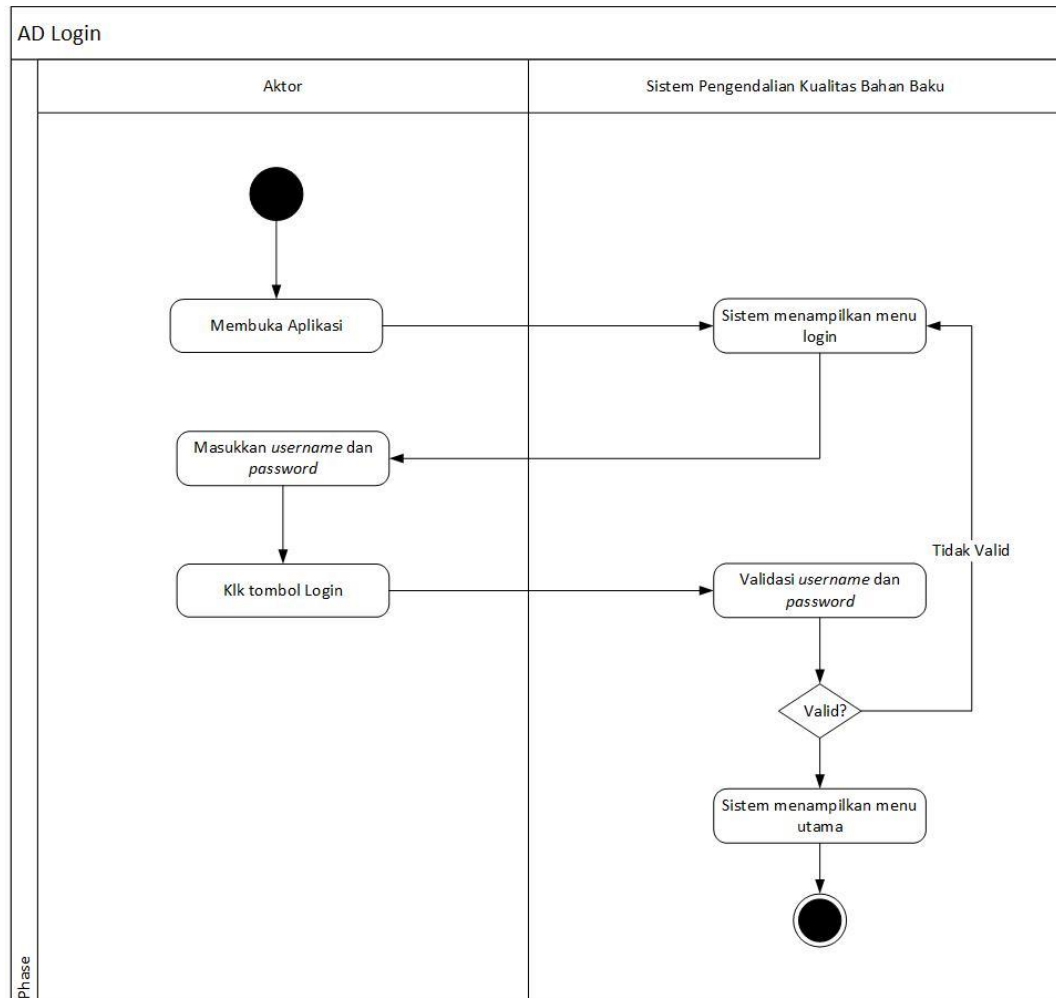 AD Login
Aktor
Sistem Pengendalian Kualitas Bahan Baku
Membuka Aplikasi
Sistem menampilkan menu
login
Masukkan username dan
password
Tidak Valid
Klk tombol Login
Validasi username dan
password
Valid?
Sistem menampilkan menu
utama
Phase